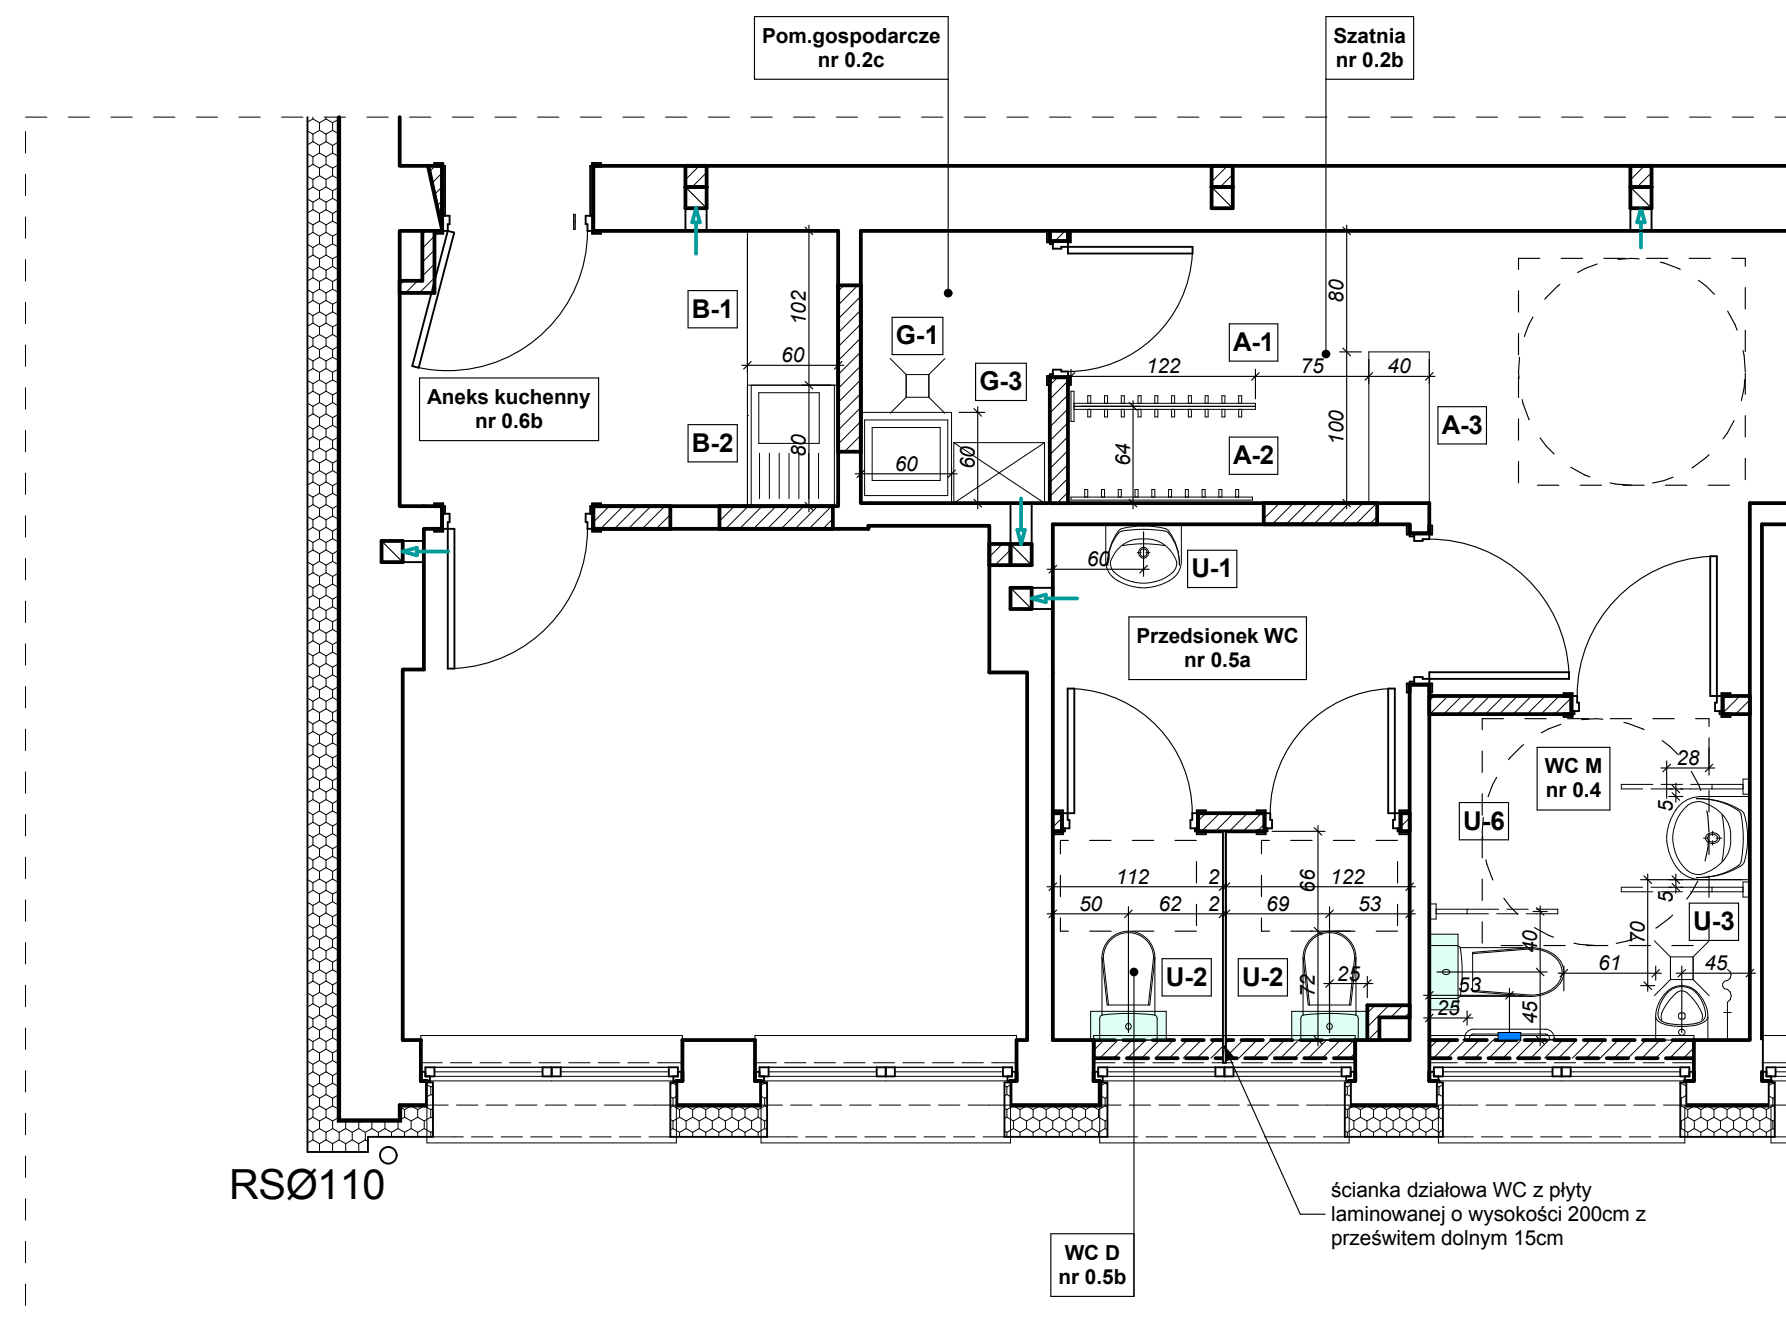 Pom.gospodarcze
nr 0.2c
Szatnia
nr 0.2b
B-1
102
60
G-1
G-3
A-1
80
122
75
40
Aneks kuchenny
nr 0.6b
B-2
80
60
60
64
A-2
100
A-3
60
U-1
Przedsionek WC
nr 0.5a
WC M
nr 0.4
28
5
U-6
112
2
66
122
50
62
2
69
53
5
U-3
70
40
U-2
U-2
72
25
61
45
53
25
45
RSØ110
ścianka działowa WC z płyty
laminowanej o wysokości 200cm z
prześwitem dolnym 15cm
WC D
nr 0.5b